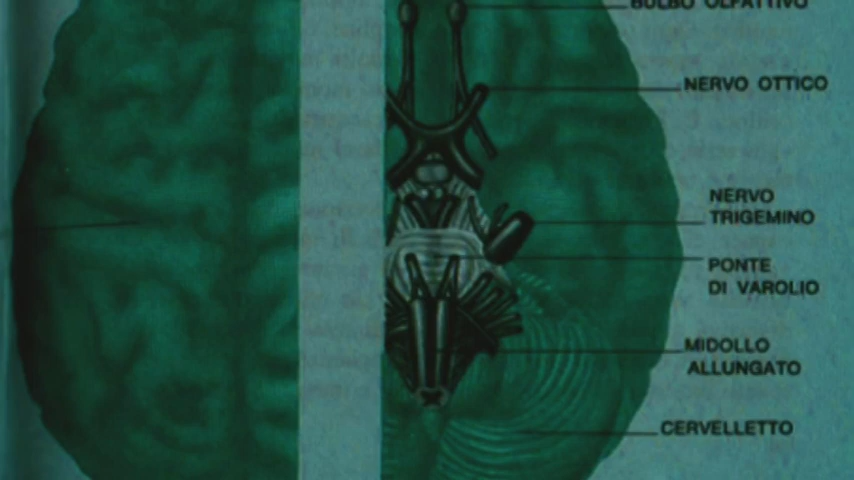 BULBO OLFATTIVO
NERVO OTTICO
NERVO
TRIGEMINO
PONTE
DI VAROLIO
MIDOLLO
ALLUNGATO
CERVELLETTO